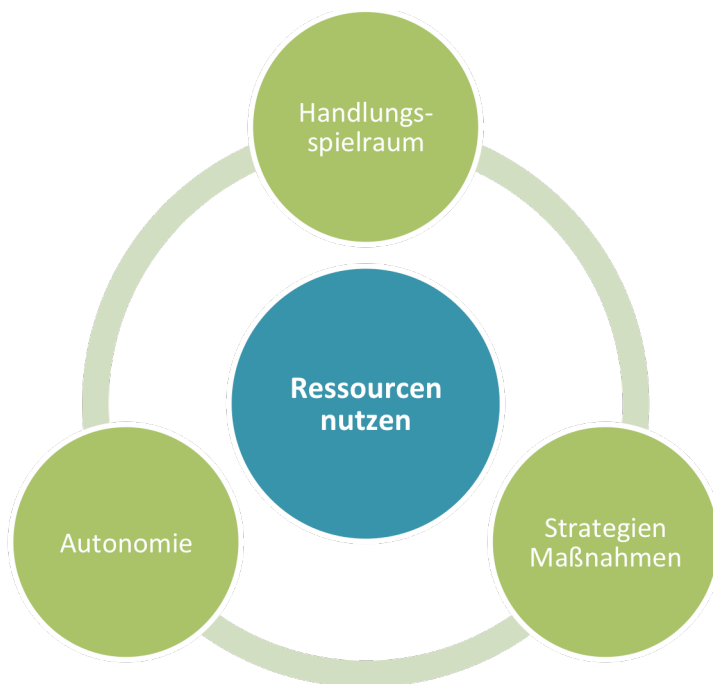 Handlungs-
spielraum
Ressourcen
nutzen
Autonomie
Strategien
Maßnahmen